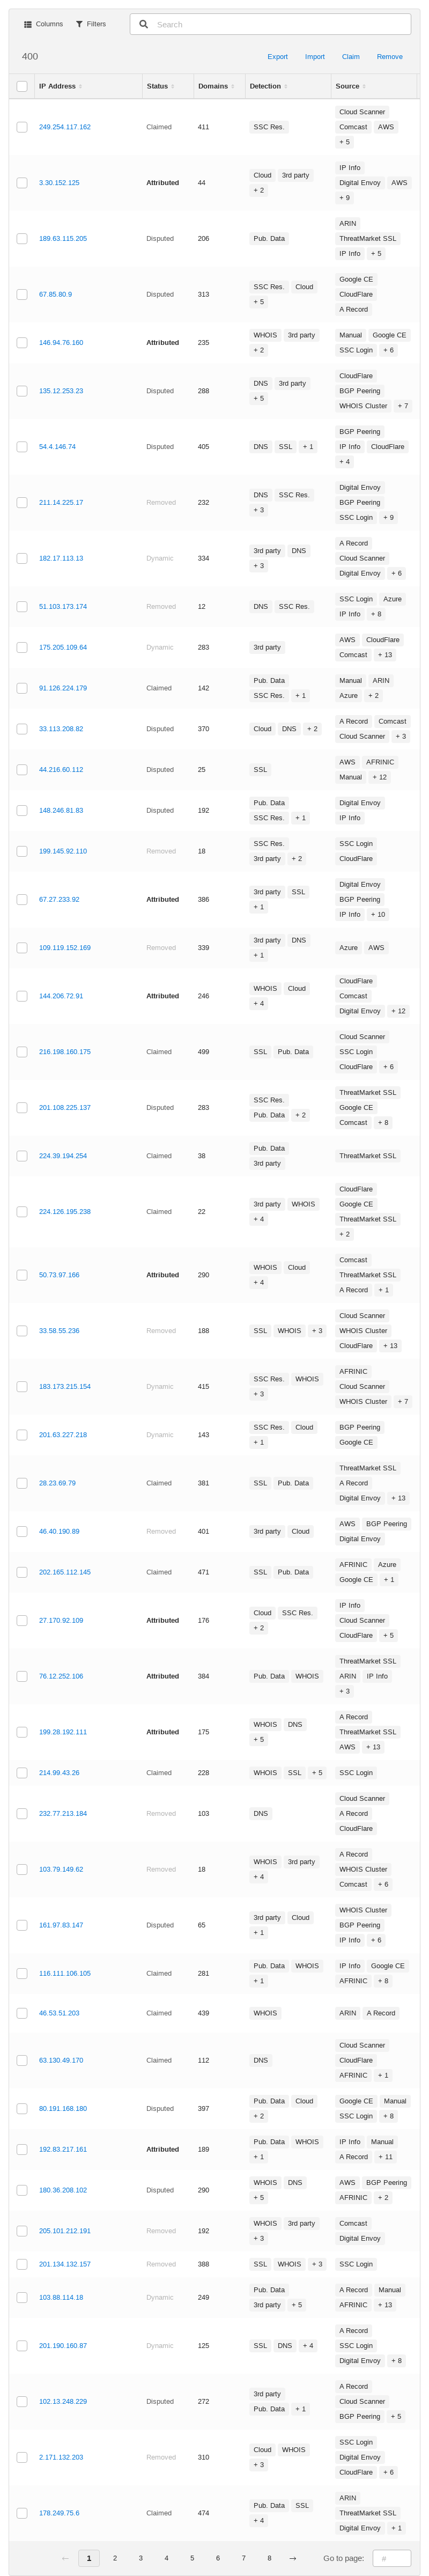 Columns Filters Search
400 Export Import Claim Remove
IP Address Status Domains Detection Source
249.254.117.162 Claimed 411 SSC Res. Cloud Scanner Comcast AWS + 5
3.30.152.125 Attributed 44 Cloud 3rd party + 2 IP Info Digital Envoy AWS + 9
189.63.115.205 Disputed 206 Pub. Data ARIN ThreatMarket SSL IP Info + 5
67.85.80.9 Disputed 313 SSC Res. Cloud + 5 Google CE CloudFlare A Record
146.94.76.160 Attributed 235 WHOIS 3rd party + 2 Manual Google CE SSC Login + 6
135.12.253.23 Disputed 288 DNS 3rd party + 5 CloudFlare BGP Peering WHOIS Cluster + 7
54.4.146.74 Disputed 405 DNS SSL + 1 BGP Peering IP Info CloudFlare + 4
211.14.225.17 Removed 232 DNS SSC Res. + 3 Digital Envoy BGP Peering SSC Login + 9
182.17.113.13 Dynamic 334 3rd party DNS + 3 A Record Cloud Scanner Digital Envoy + 6
51.103.173.174 Removed 12 DNS SSC Res. SSC Login Azure IP Info + 8
175.205.109.64 Dynamic 283 3rd party AWS CloudFlare Comcast + 13
91.126.224.179 Claimed 142 Pub. Data SSC Res. + 1 Manual ARIN Azure + 2
33.113.208.82 Disputed 370 Cloud DNS + 2 A Record Comcast Cloud Scanner + 3
44.216.60.112 Disputed 25 SSL AWS AFRINIC Manual + 12
148.246.81.83 Disputed 192 Pub. Data SSC Res. + 1 Digital Envoy IP Info
199.145.92.110 Removed 18 SSC Res. 3rd party + 2 SSC Login CloudFlare
67.27.233.92 Attributed 386 3rd party SSL + 1 Digital Envoy BGP Peering IP Info + 10
109.119.152.169 Removed 339 3rd party DNS + 1 Azure AWS
144.206.72.91 Attributed 246 WHOIS Cloud + 4 CloudFlare Comcast Digital Envoy + 12
216.198.160.175 Claimed 499 SSL Pub. Data Cloud Scanner SSC Login CloudFlare + 6
201.108.225.137 Disputed 283 SSC Res. Pub. Data + 2 ThreatMarket SSL Google CE Comcast + 8
224.39.194.254 Claimed 38 Pub. Data 3rd party ThreatMarket SSL
224.126.195.238 Claimed 22 3rd party WHOIS + 4 CloudFlare Google CE ThreatMarket SSL + 2
50.73.97.166 Attributed 290 WHOIS Cloud + 4 Comcast ThreatMarket SSL A Record + 1
33.58.55.236 Removed 188 SSL WHOIS + 3 Cloud Scanner WHOIS Cluster CloudFlare + 13
183.173.215.154 Dynamic 415 SSC Res. WHOIS + 3 AFRINIC Cloud Scanner WHOIS Cluster + 7
201.63.227.218 Dynamic 143 SSC Res. Cloud + 1 BGP Peering Google CE
28.23.69.79 Claimed 381 SSL Pub. Data ThreatMarket SSL A Record Digital Envoy + 13
46.40.190.89 Removed 401 3rd party Cloud AWS BGP Peering Digital Envoy
202.165.112.145 Claimed 471 SSL Pub. Data AFRINIC Azure Google CE + 1
27.170.92.109 Attributed 176 Cloud SSC Res. + 2 IP Info Cloud Scanner CloudFlare + 5
76.12.252.106 Attributed 384 Pub. Data WHOIS ThreatMarket SSL ARIN IP Info + 3
199.28.192.111 Attributed 175 WHOIS DNS + 5 A Record ThreatMarket SSL AWS + 13
214.99.43.26 Claimed 228 WHOIS SSL + 5 SSC Login
232.77.213.184 Removed 103 DNS Cloud Scanner A Record CloudFlare
103.79.149.62 Removed 18 WHOIS 3rd party + 4 A Record WHOIS Cluster Comcast + 6
161.97.83.147 Disputed 65 3rd party Cloud + 1 WHOIS Cluster BGP Peering IP Info + 6
116.111.106.105 Claimed 281 Pub. Data WHOIS + 1 IP Info Google CE AFRINIC + 8
46.53.51.203 Claimed 439 WHOIS ARIN A Record
63.130.49.170 Claimed 112 DNS Cloud Scanner CloudFlare AFRINIC + 1
80.191.168.180 Disputed 397 Pub. Data Cloud + 2 Google CE Manual SSC Login + 8
192.83.217.161 Attributed 189 Pub. Data WHOIS + 1 IP Info Manual A Record + 11
180.36.208.102 Disputed 290 WHOIS DNS + 5 AWS BGP Peering AFRINIC + 2
205.101.212.191 Removed 192 WHOIS 3rd party + 3 Comcast Digital Envoy
201.134.132.157 Removed 388 SSL WHOIS + 3 SSC Login
103.88.114.18 Dynamic 249 Pub. Data 3rd party + 5 A Record Manual AFRINIC + 13
201.190.160.87 Dynamic 125 SSL DNS + 4 A Record SSC Login Digital Envoy + 8
102.13.248.229 Disputed 272 3rd party Pub. Data + 1 A Record Cloud Scanner BGP Peering + 5
2.171.132.203 Removed 310 Cloud WHOIS + 3 SSC Login Digital Envoy CloudFlare + 6
178.249.75.6 Claimed 474 Pub. Data SSL + 4 ARIN ThreatMarket SSL Digital Envoy + 1
← 1 2 3 4 5 6 7 8 → Go to page: #